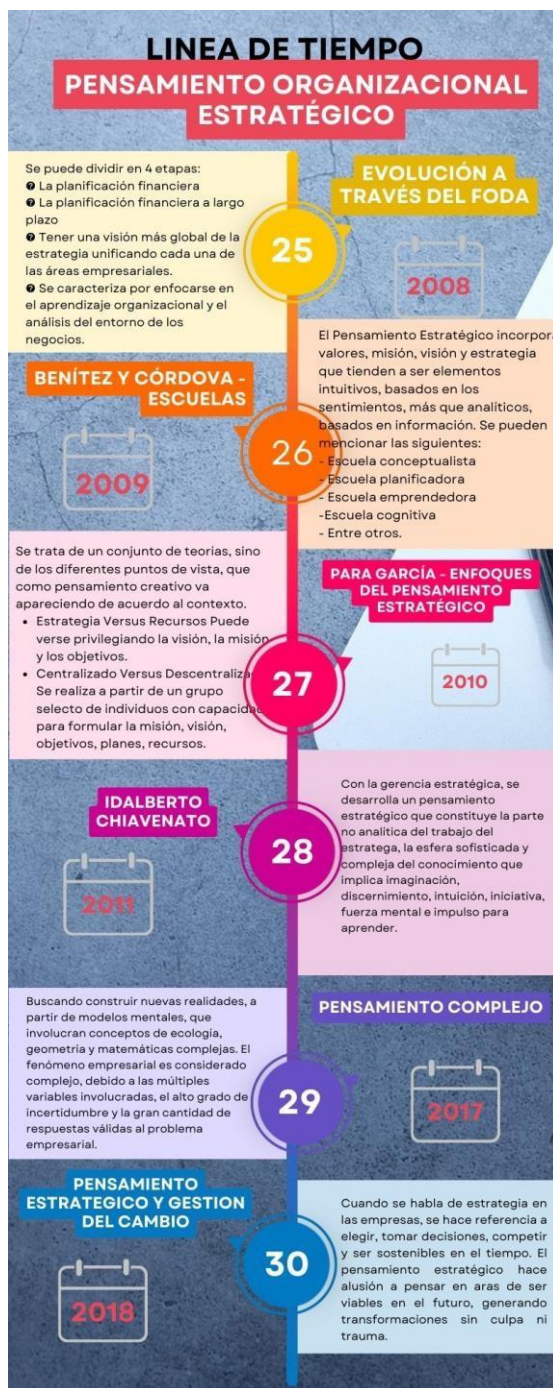 LINEA DE TIEMPO
PENSAMIENTO ORGANIZACIONAL
ESTRATÉGICO
Se puede dividir en 4 etapas:
❷ La planificación financiera
❷ La planificación financiera a largo
plazo
❷ Tener una visión más global de la
estrategia unificando cada una de
las áreas empresariales.
❷ Se caracteriza por enfocarse en
el aprendizaje organizacional y el
análisis del entorno de los
negocios.
25
EVOLUCIÓN A
TRAVÉS DEL FODA
2008
BENÍTEZ Y CÓRDOVA -
ESCUELAS
2009
26
El Pensamiento Estratégico incorpora
valores, misión, visión y estrategia
que tienden a ser elementos
intuitivos, basados en los
sentimientos, más que analíticos,
basados en información. Se pueden
mencionar las siguientes:
- Escuela conceptualista
- Escuela planificadora
- Escuela emprendedora
-Escuela cognitiva
- Entre otros.
Se trata de un conjunto de teorías, sino
de los diferentes puntos de vista, que
como pensamiento creativo va
apareciendo de acuerdo al contexto.
• Estrategia Versus Recursos Puede
verse privilegiando la visión, la misión
y los objetivos.
• Centralizado Versus Descentraliza
Se realiza a partir de un grupo
selecto de individuos con capacidad
para formular la misión, visión,
objetivos, planes, recursos.
27
PARA GARCÍA - ENFOQUES
DEL PENSAMIENTO
ESTRATÉGICO
2010
IDALBERTO
CHIAVENATO
2011
28
Con la gerencia estratégica, se
desarrolla un pensamiento
estratégico que constituye la parte
no analítica del trabajo del
estratega, la esfera sofisticada y
compleja del conocimiento que
implica imaginación,
discernimiento, intuición, iniciativa,
fuerza mental e impulso para
aprender.
Buscando construir nuevas realidades, a
partir de modelos mentales, que
involucran conceptos de ecología,
geometría y matemáticas complejas. El
fenómeno empresarial es considerado
complejo, debido a las múltiples
variables involucradas, el alto grado de
incertidumbre y la gran cantidad de
respuestas válidas al problema
empresarial.
29
PENSAMIENTO COMPLEJO
2017
PENSAMIENTO
ESTRATEGICO Y GESTION
DEL CAMBIO
2018
30
Cuando se habla de estrategia en
las empresas, se hace referencia a
elegir, tomar decisiones, competir
y ser sostenibles en el tiempo. El
pensamiento estratégico hace
alusión a pensar en aras de ser
viables en el futuro, generando
transformaciones sin culpa ni
trauma.